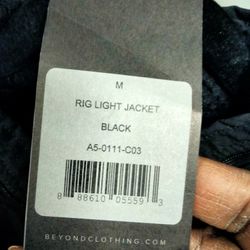 M
RIG LIGHT JACKET
BLACK
A5-0111-C03
8 88610 05559 3
BEYONDCLOTHING.COM